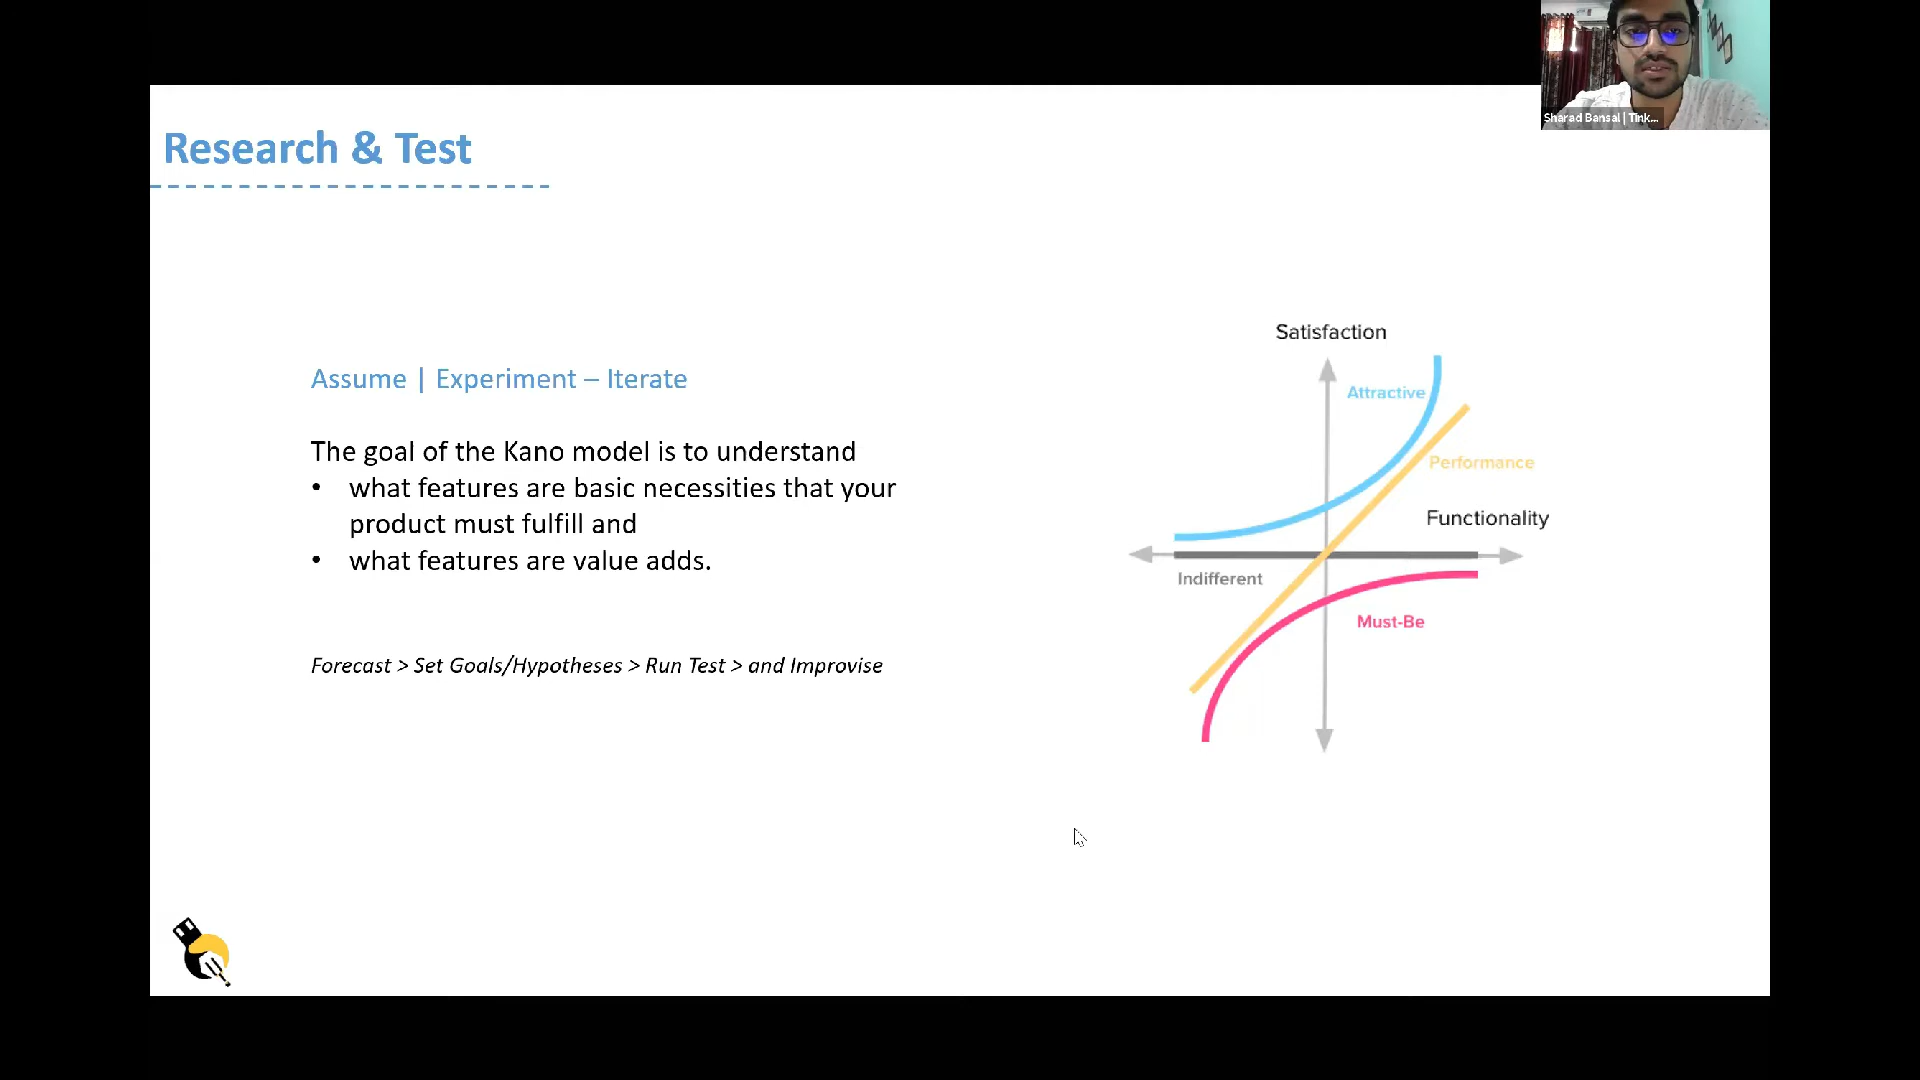 Sharad Bansal | Tink...
Research & Test
Assume | Experiment – Iterate
The goal of the Kano model is to understand
• what features are basic necessities that your
product must fulfill and
• what features are value adds.
Forecast > Set Goals/Hypotheses > Run Test > and Improvise
Satisfaction
Attractive
Performance
Functionality
Indifferent
Must-Be